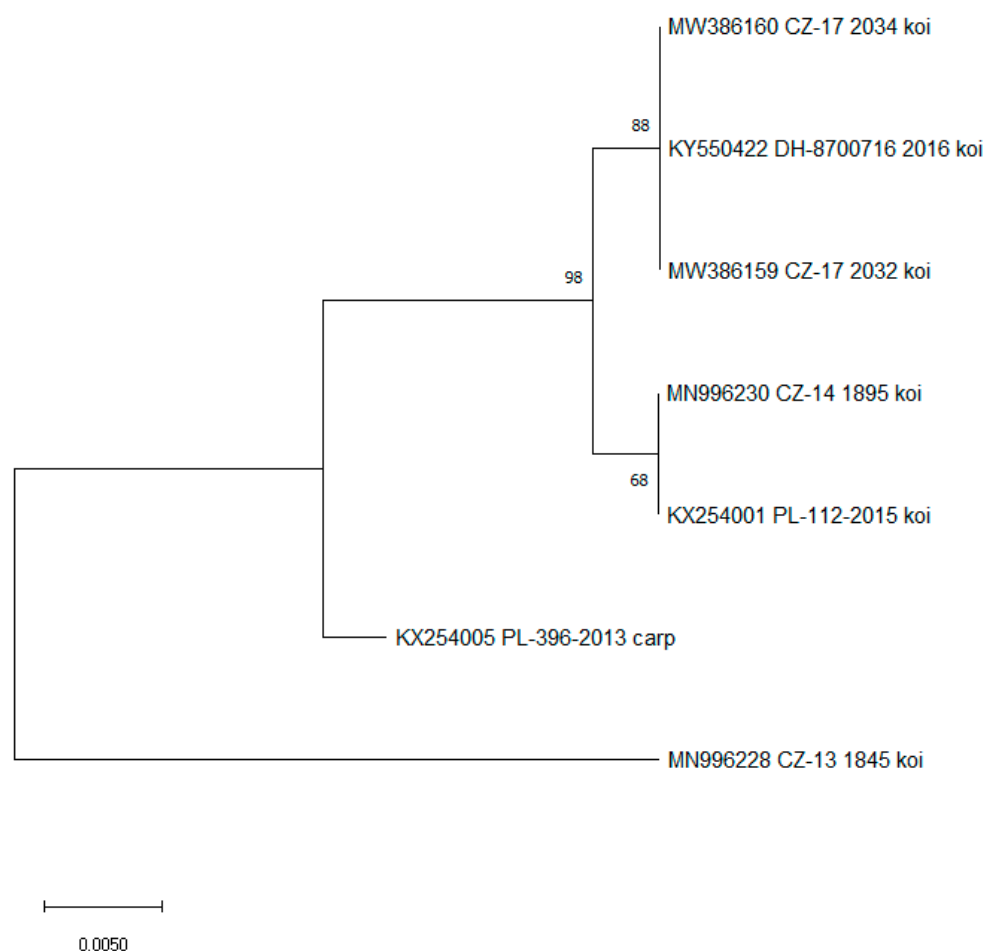 MW386160 CZ-17 2034 koi
88
KY550422 DH-8700716 2016 koi
MW386159 CZ-17 2032 koi
98
MN996230 CZ-14 1895 koi
68
KX254001 PL-112-2015 koi
KX254005 PL-396-2013 carp
MN996228 CZ-13 1845 koi
0.0050